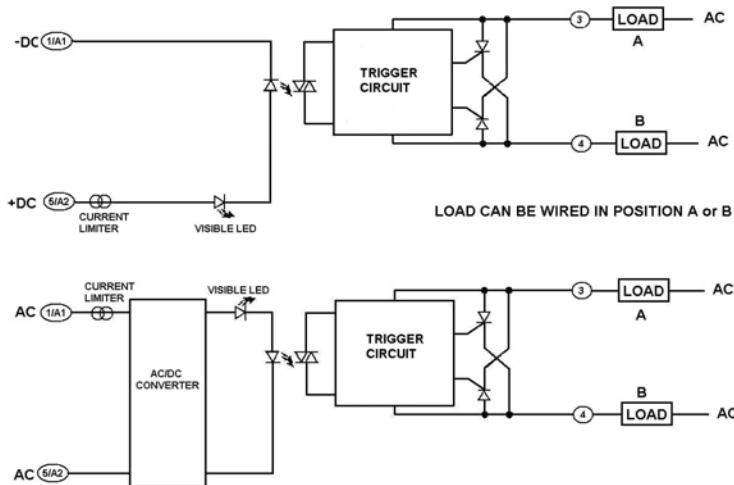 -DC 1/A1
+DC 5/A2
CURRENT
LIMITER
VISIBLE LED
TRIGGER
CIRCUIT
3 LOAD AC
A
B
4 LOAD AC
LOAD CAN BE WIRED IN POSITION A or B
AC 1/A1
CURRENT
LIMITER
VISIBLE LED
AC/DC
CONVERTER
AC 5/A2
TRIGGER
CIRCUIT
3 LOAD AC
A
B
4 LOAD AC